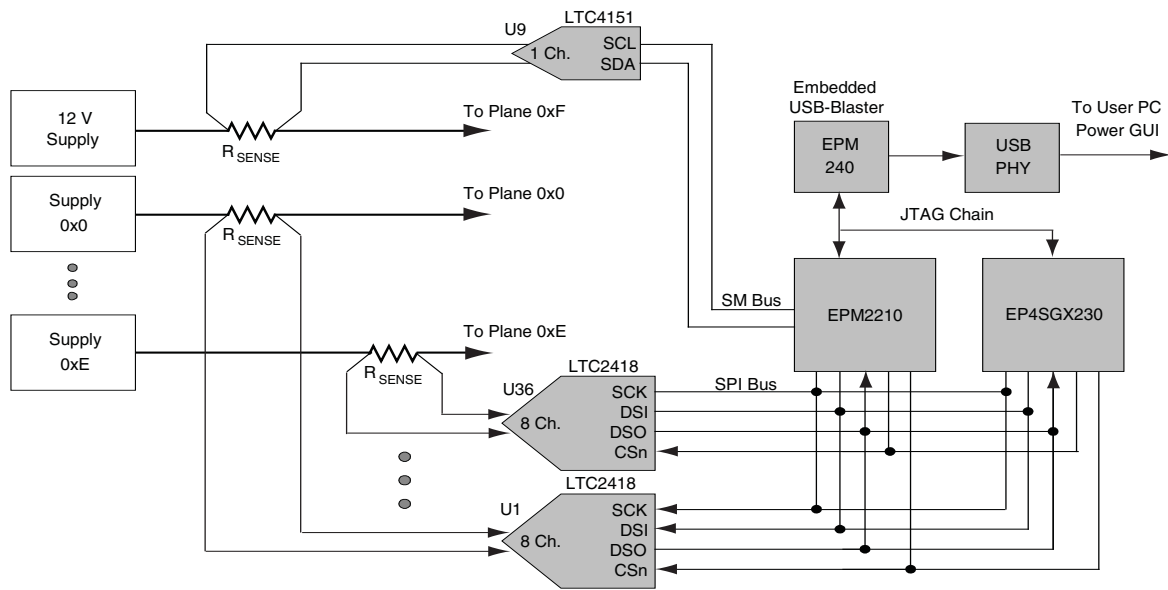 LTC4151
U9
1 Ch.
SCL
SDA
12 V
Supply
To Plane 0xF
R SENSE
Embedded
USB-Blaster
To User PC
Power GUI
EPM
240
USB
PHY
Supply
0x0
To Plane 0x0
R SENSE
JTAG Chain
SM Bus
EPM2210
EP4SGX230
Supply
0xE
To Plane 0xE
R SENSE
LTC2418
U36
8 Ch.
SCK
DSI
DSO
CSn
SPI Bus
LTC2418
U1
8 Ch.
SCK
DSI
DSO
CSn